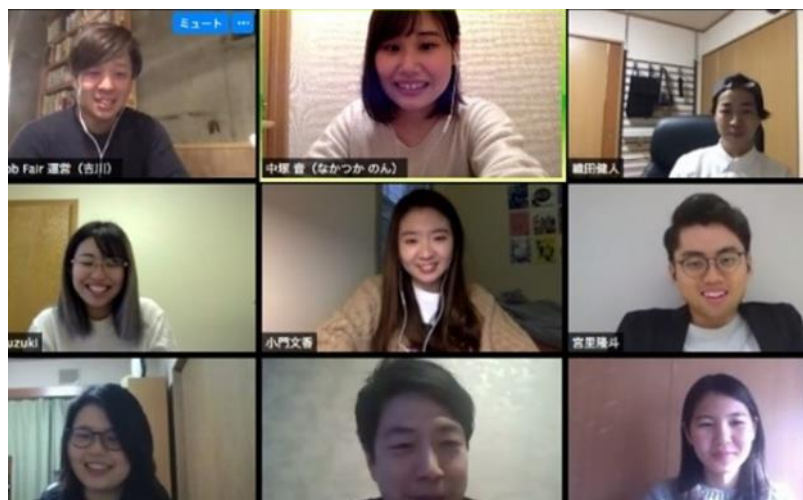 ミュート ...
ob Fair 運営（吉川）
中塚 音（なかつか のん）
織田健人
uzuki
小門文香
宮里隆斗